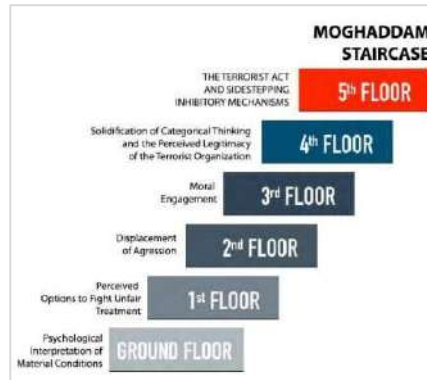 MOGHADDAM
STAIRCASE
THE TERRORIST ACT
AND SIDESTEPPING
INHIBITORY MECHANISMS
5th FLOOR
Solidification of Categorical Thinking
and the Perceived Legitimacy
of the Terrorist Organization
4th FLOOR
Moral
Engagement
3rd FLOOR
Displacement
of Agression
2nd FLOOR
Perceived
Options to Fight Unfair
Treatment
1st FLOOR
Psychological
Interpretation of
Material Conditions
GROUND FLOOR